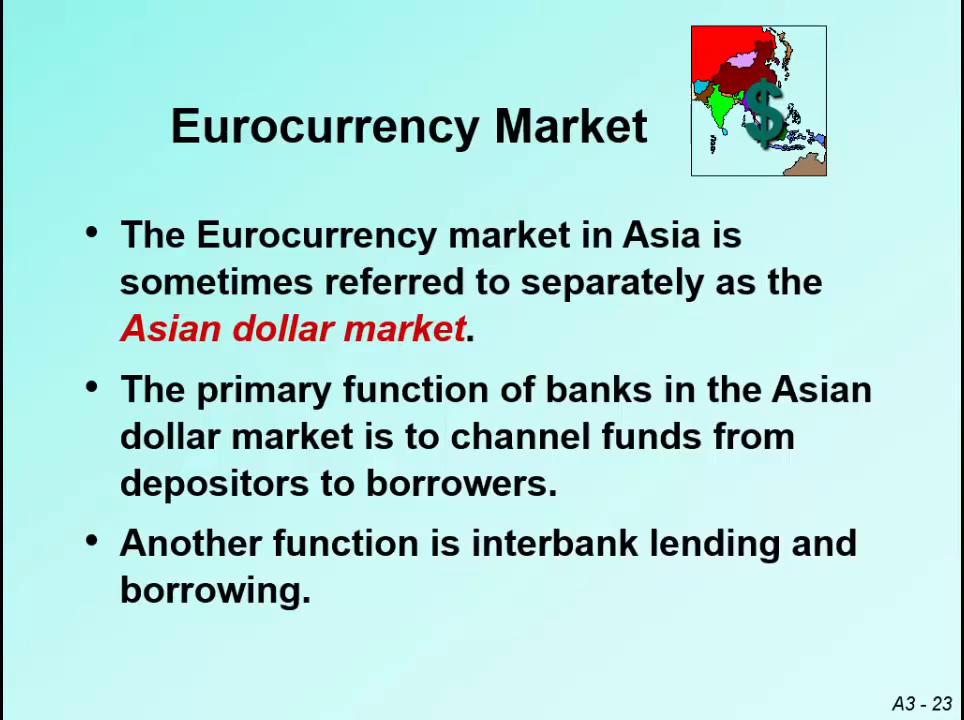 $
Eurocurrency Market
• The Eurocurrency market in Asia is
sometimes referred to separately as the
Asian dollar market.
• The primary function of banks in the Asian
dollar market is to channel funds from
depositors to borrowers.
• Another function is interbank lending and
borrowing.
A3 - 23